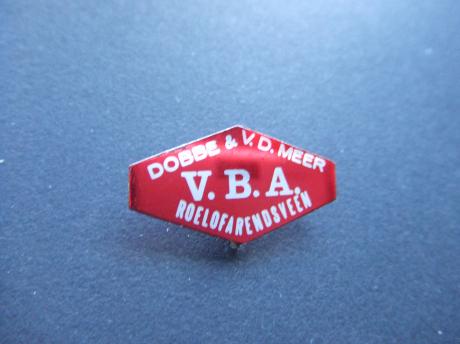 DOBBE & V.D. MEER
V.B.A.
ROELOFARENDSVEEN